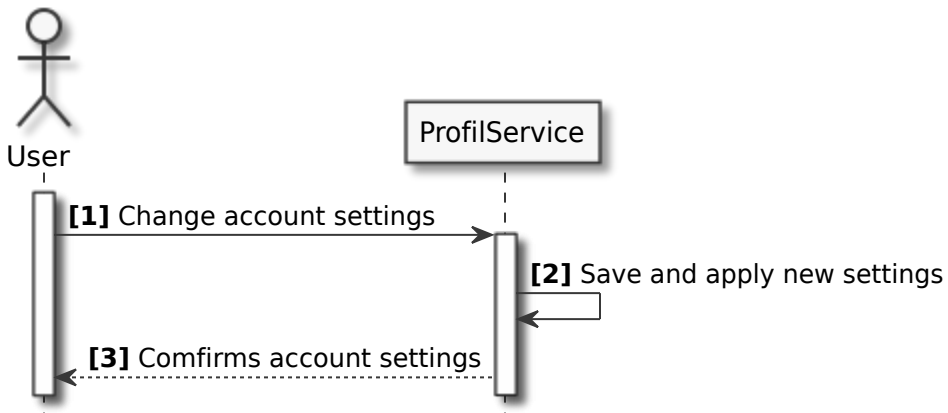 User
ProfilService
[1] Change account settings
[2] Save and apply new settings
[3] Comfirms account settings